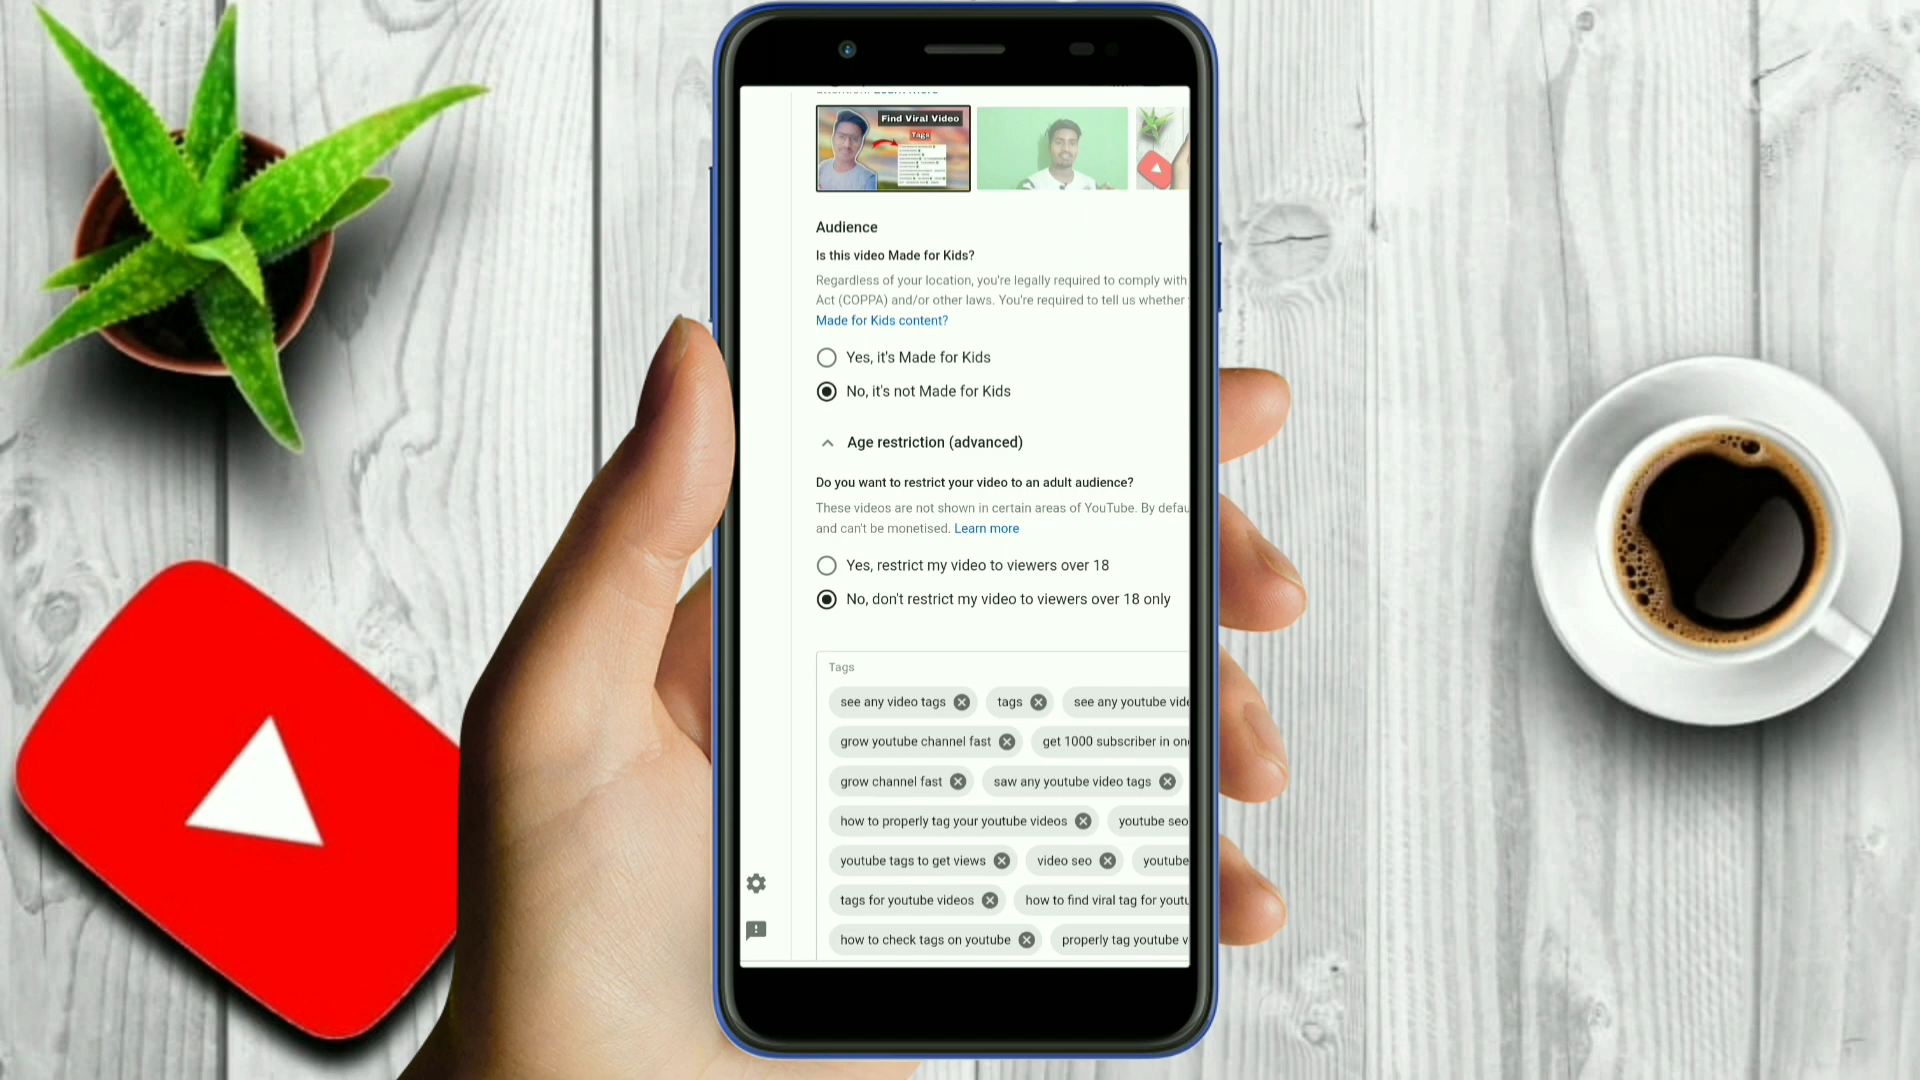 Find Viral Video
Tags
Audience
Is this video Made for Kids?
Regardless of your location, you're legally required to comply with
Act (COPPA) and/or other laws. You're required to tell us whether
Made for Kids content?
Yes, it's Made for Kids
No, it's not Made for Kids
Age restriction (advanced)
Do you want to restrict your video to an adult audience?
These videos are not shown in certain areas of YouTube. By defau
and can't be monetised. Learn more
Yes, restrict my video to viewers over 18
No, don't restrict my video to viewers over 18 only
Tags
see any video tags tags see any youtube vide
grow youtube channel fast get 1000 subscriber in on
grow channel fast saw any youtube video tags
how to properly tag your youtube videos youtube seo
youtube tags to get views video seo youtube
tags for youtube videos how to find viral tag for youtu
how to check tags on youtube properly tag youtube v